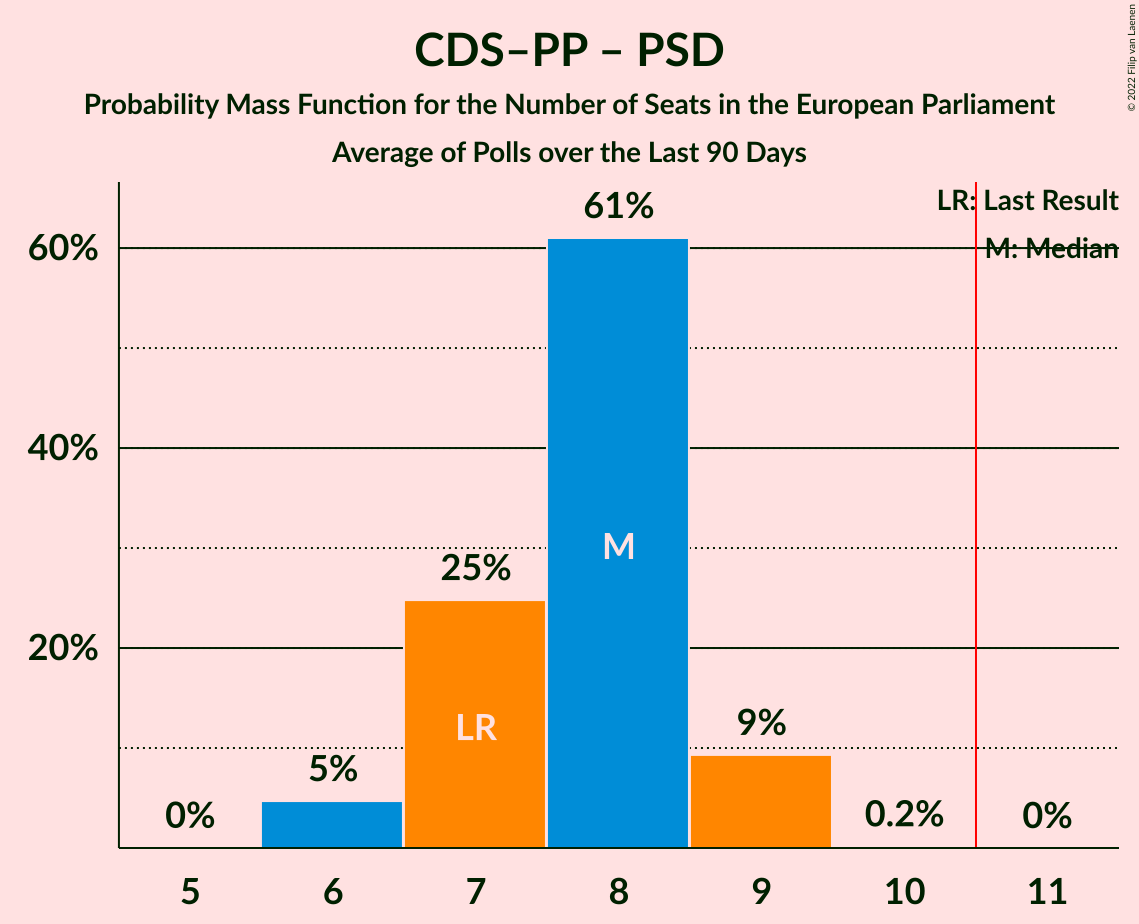 CDS–PP – PSD
Probability Mass Function for the Number of Seats in the European Parliament
Average of Polls over the Last 90 Days
© 2022 Filip van Laenen
LR: Last Result
M: Median
61%
60%
40%
20%
M
25%
LR
9%
5%
0%
0.2%
0%
5 6 7 8 9 10 11